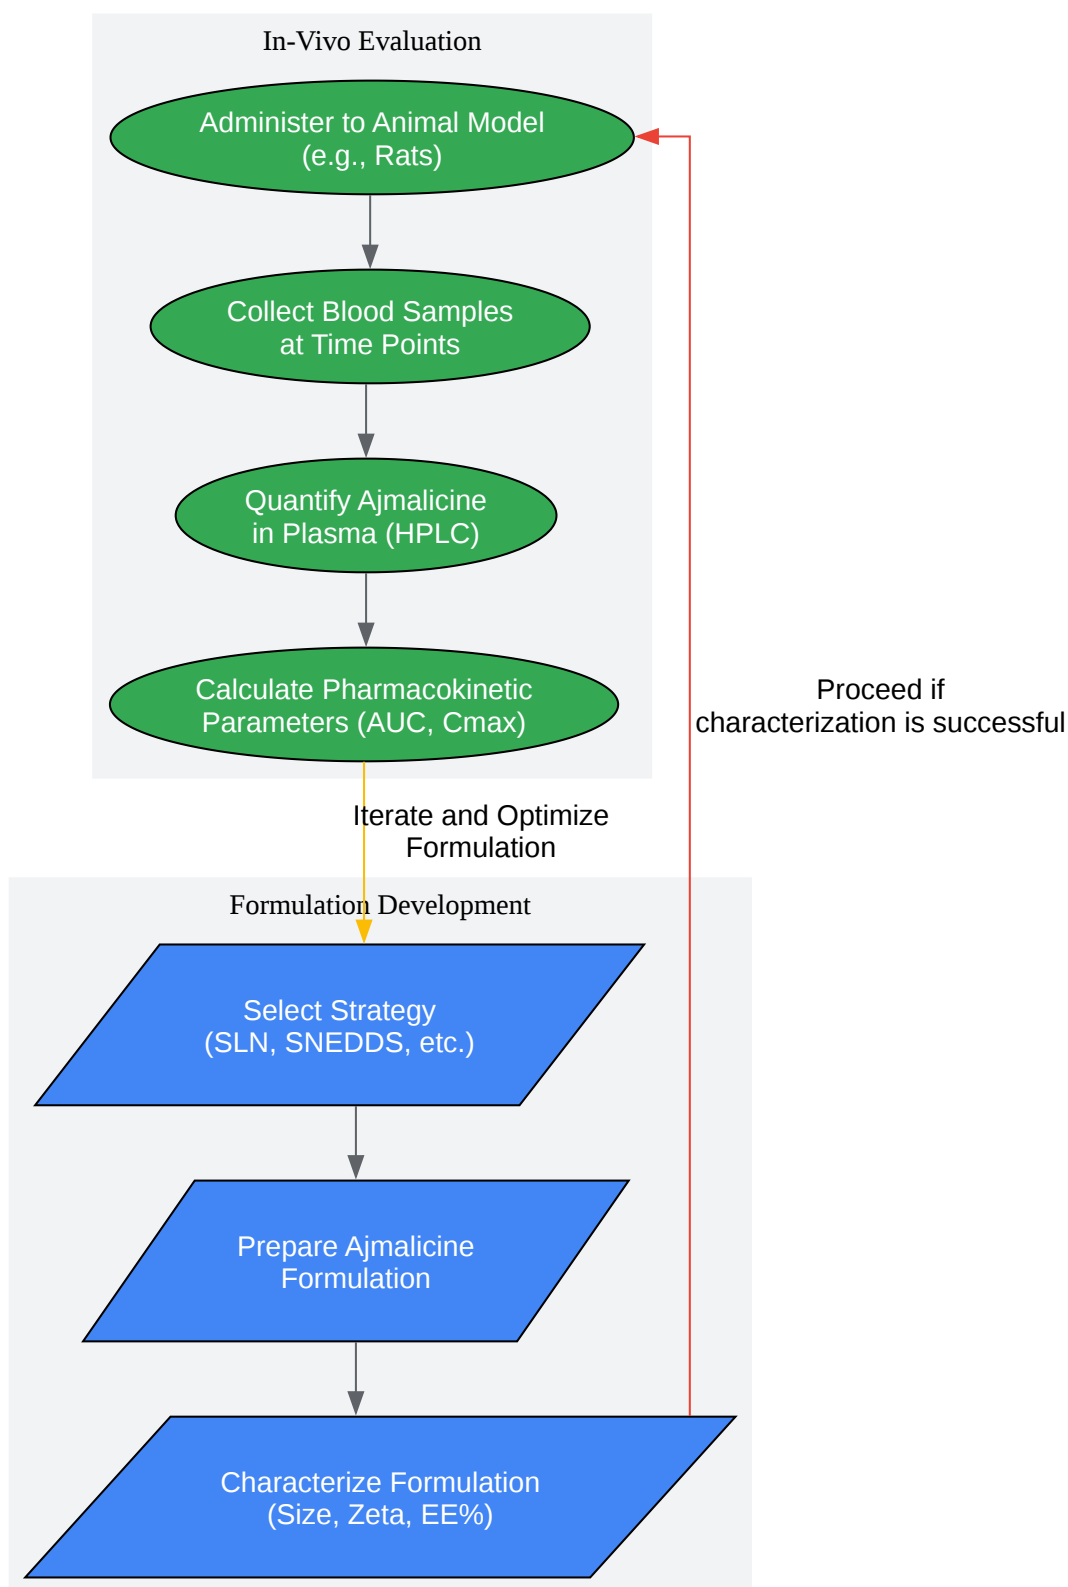 In-Vivo Evaluation
Administer to Animal Model
(e.g., Rats)
Collect Blood Samples
at Time Points
Quantify Ajmalicine
in Plasma (HPLC)
Calculate Pharmacokinetic
Parameters (AUC, Cmax)
Proceed if
characterization is successful
Iterate and Optimize
Formulation
Formulation Development
Select Strategy
(SLN, SNEDDS, etc.)
Prepare Ajmalicine
Formulation
Characterize Formulation
(Size, Zeta, EE%)